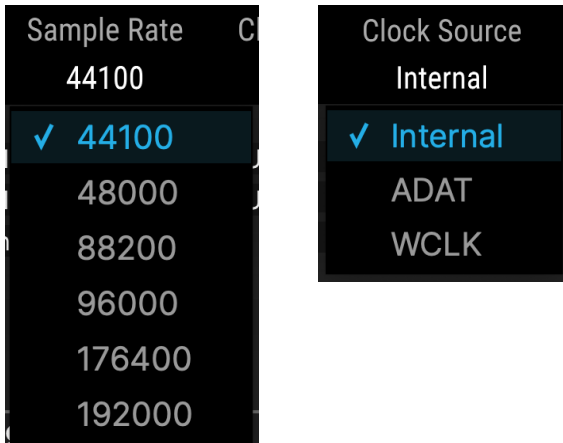 Sample Rate
44100
44100
48000
88200
96000
176400
192000
Clock Source
Internal
Internal
ADAT
WCLK